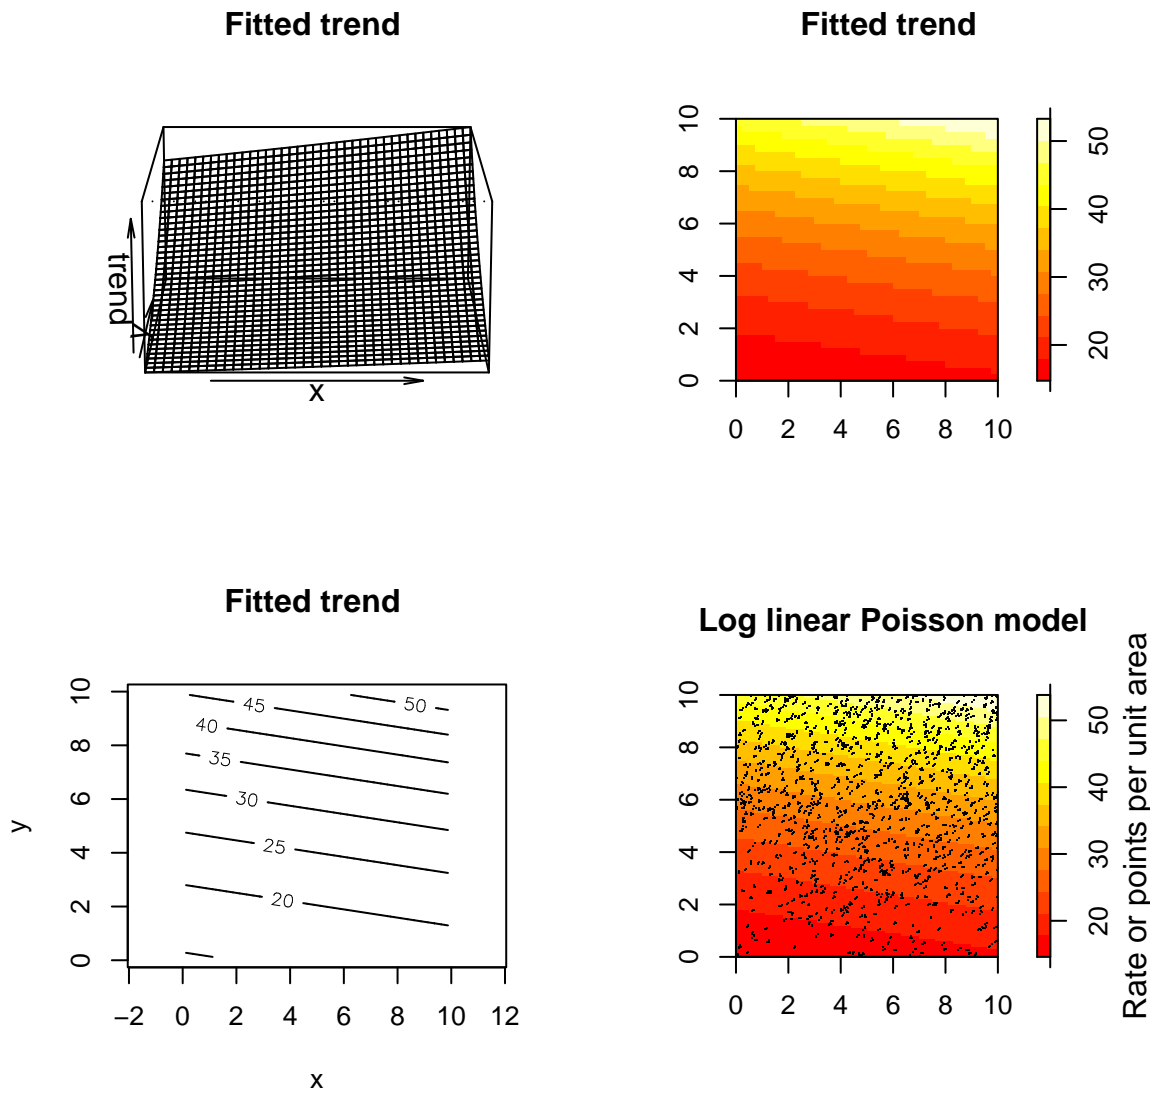 Fitted trend
trend
y
x
Fitted trend
10
8
6
4
2
0
0 2 4 6 8 10
50
40
30
20
Fitted trend
y
10
8
6
4
2
0
45
50
40
35
30
25
20
−2 0 2 4 6 8 10 12
x
Log linear Poisson model
10
8
6
4
2
0
0 2 4 6 8 10
50
40
30
20
Rate or points per unit area